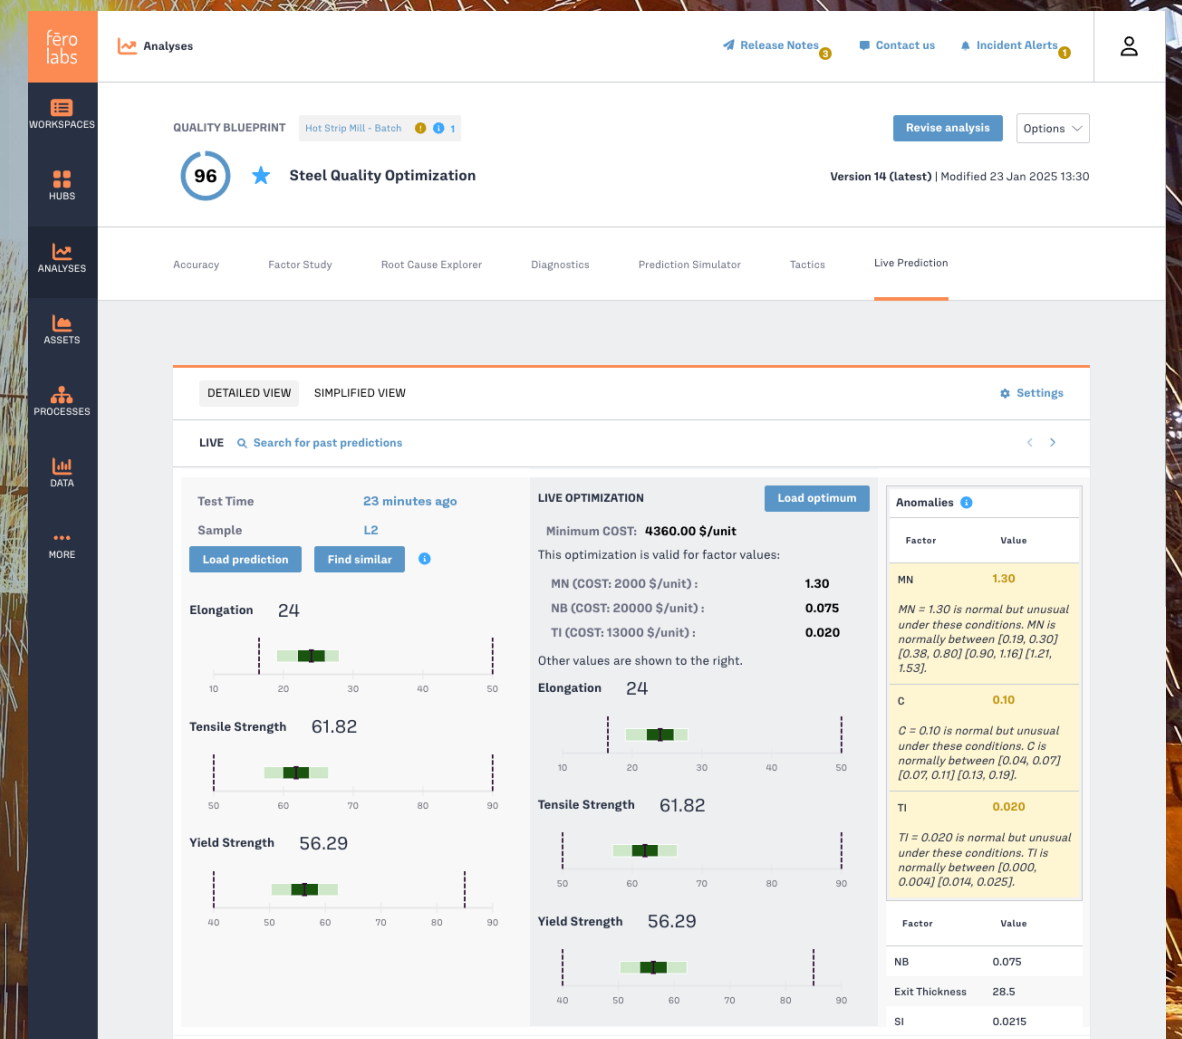 fēro
labs
Analyses
Release Notes
3
Contact us
Incident Alerts
1
WORKSPACES
HUBS
ANALYSES
ASSETS
PROCESSES
DATA
MORE
QUALITY BLUEPRINT
Hot Strip Mill - Batch ! i 1
Revise analysis
Options
96
Steel Quality Optimization
Version 14 (latest) | Modified 23 Jan 2025 13:30
Accuracy
Factor Study
Root Cause Explorer
Diagnostics
Prediction Simulator
Tactics
Live Prediction
DETAILED VIEW
SIMPLIFIED VIEW
Settings
LIVE
Search for past predictions
Test Time 23 minutes ago
Sample L2
Load prediction
Find similar
i
Elongation 24
10 20 30 40 50
Tensile Strength 61.82
50 60 70 80 90
Yield Strength 56.29
40 50 60 70 80 90
LIVE OPTIMIZATION
Load optimum
Minimum COST: 4360.00 $/unit
This optimization is valid for factor values:
MN (COST: 2000 $/unit) : 1.30
NB (COST: 20000 $/unit) : 0.075
TI (COST: 13000 $/unit) : 0.020
Other values are shown to the right.
Elongation 24
10 20 30 40 50
Tensile Strength 61.82
50 60 70 80 90
Yield Strength 56.29
40 50 60 70 80 90
Anomalies i
Factor Value
MN 1.30
MN = 1.30 is normal but unusual
under these conditions. MN is
normally between [0.19, 0.30]
[0.38, 0.80] [0.90, 1.16] [1.21,
1.53].
C 0.10
C = 0.10 is normal but unusual
under these conditions. C is
normally between [0.04, 0.07]
[0.07, 0.11] [0.13, 0.19].
TI 0.020
TI = 0.020 is normal but unusual
under these conditions. TI is
normally between [0.000,
0.004] [0.014, 0.025].
Factor Value
NB 0.075
Exit Thickness 28.5
SI 0.0215